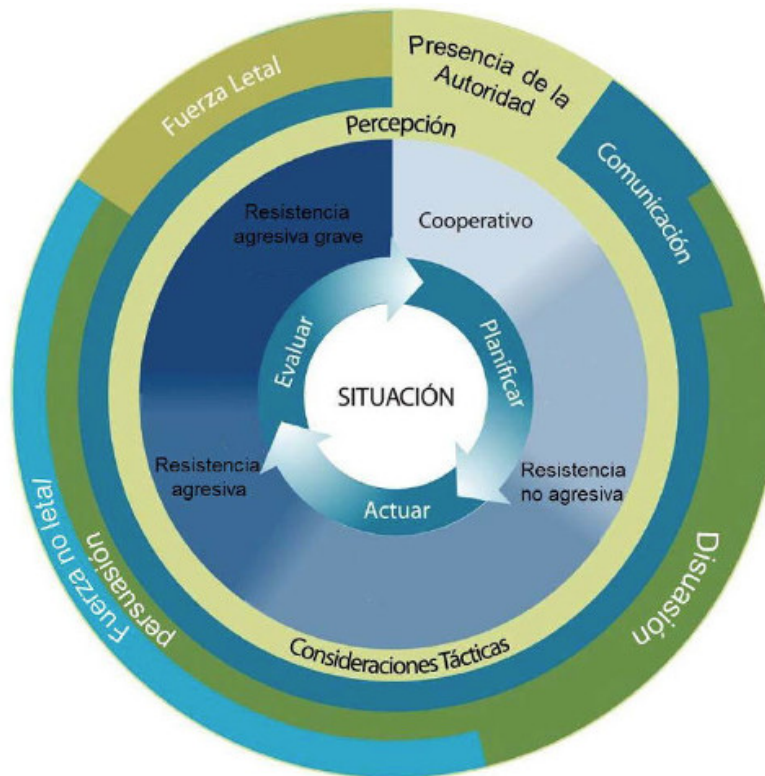 Fuerza Letal
Presencia de la
Autoridad
Comunicación
Percepción
Resistencia
agresiva grave
Cooperativo
Evaluar
Planificar
SITUACIÓN
Resistencia
agresiva
Resistencia
no agresiva
Actuar
Disuasión
persuasión
Fuerza no letal
Consideraciones Tácticas